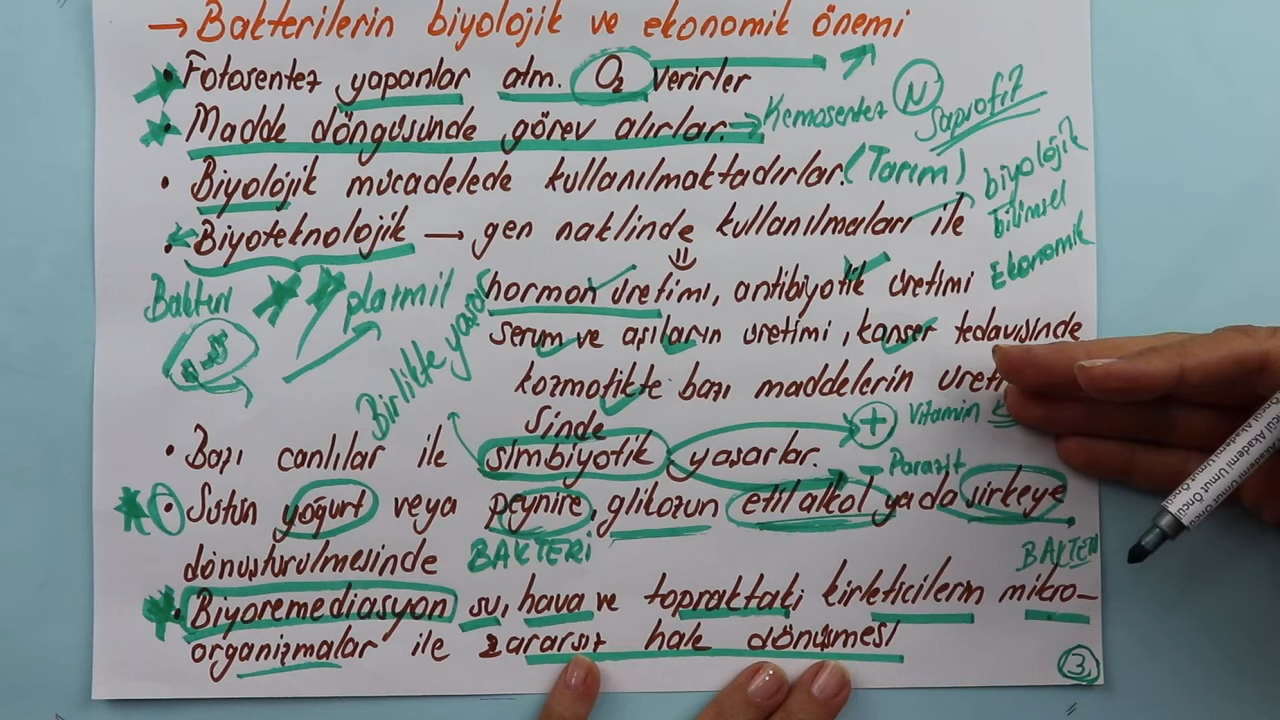 → Bakterilerin biyolojik ve ekonomik önemi
• Fotosentez yapanlar atm. O₂ verirler
• Madde döngüsünde görev alırlar. → Kemosentez N Saprofit
• Biyolojik mücadelede kullanılmaktadırlar. (Tarım) biyolojik
• Biyoteknolojik → gen naklinde kullanılmaları ile bilimsel
Ekonomik
Bakteri plazmit hormon üretimi, antibiyotik üretimi
serum ve aşıların üretimi, kanser tedavisinde
Birlikte yaşar kozmetikte bazı maddelerin
sinde
+ Vitamin
• Bazı canlılar ile simbiyotik yaşarlar.
- Parazit
• Sütün yoğurt veya peynire, glikozun etil alkol ya da sirkeye
dönüştürülmesinde BAKTERİ BAKTERİ
• Biyoremediasyon su, hava ve topraktaki kirleticilerin mikro-
organizmalar ile zararsız hale dönüşmesi
3
Umut Öncül Akademi